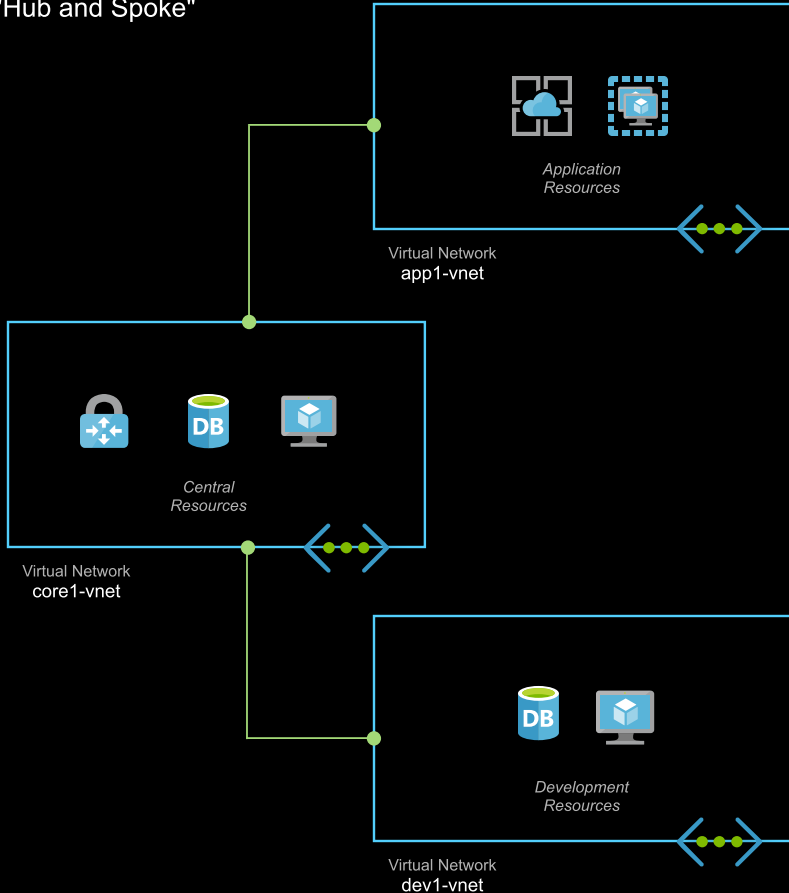 "Hub and Spoke"
Application
Resources
Virtual Network
app1-vnet
DB
Central
Resources
Virtual Network
core1-vnet
DB
Development
Resources
Virtual Network
dev1-vnet